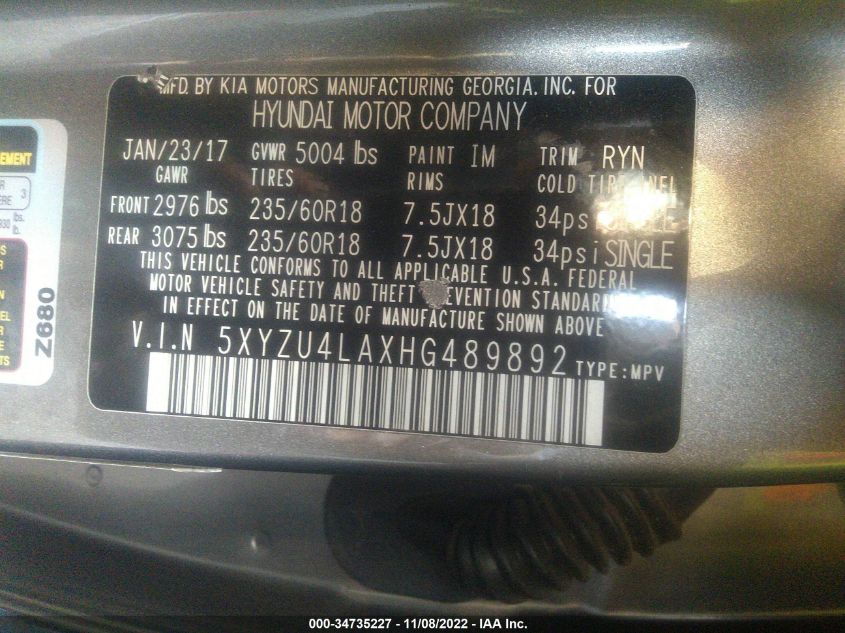 MFD. BY KIA MOTORS MANUFACTURING GEORGIA. INC. FOR
HYUNDAI MOTOR COMPANY
JAN/23/17 GVWR 5004 lbs PAINT IM TRIM RYN
GAWR TIRES RIMS COLD TIRE
FRONT 2976 lbs 235/60R18 7.5JX18 34psi
REAR 3075 lbs 235/60R18 7.5JX18 34psi SINGLE
THIS VEHICLE CONFORMS TO ALL APPLICABLE U.S.A. FEDERAL
MOTOR VEHICLE SAFETY AND THEFT
IN EFFECT ON THE DATE OF MANUFACTURE SHOWN ABOVE
V.I.N 5XYZU4LAXHG489892 TYPE:MPV
Z680
000-34735227 - 11/08/2022 - IAA Inc.